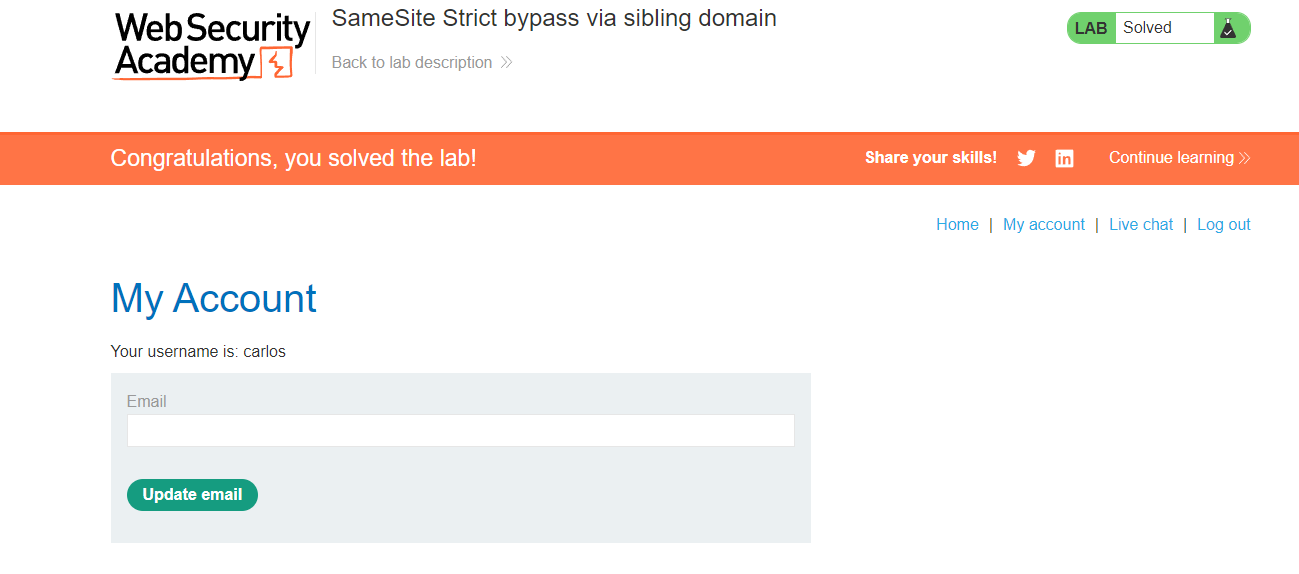 WebSecurity
Academy
SameSite Strict bypass via sibling domain
Back to lab description
LAB Solved
Congratulations, you solved the lab!
Share your skills!
Continue learning
Home | My account | Live chat | Log out
My Account
Your username is: carlos
Email
Update email